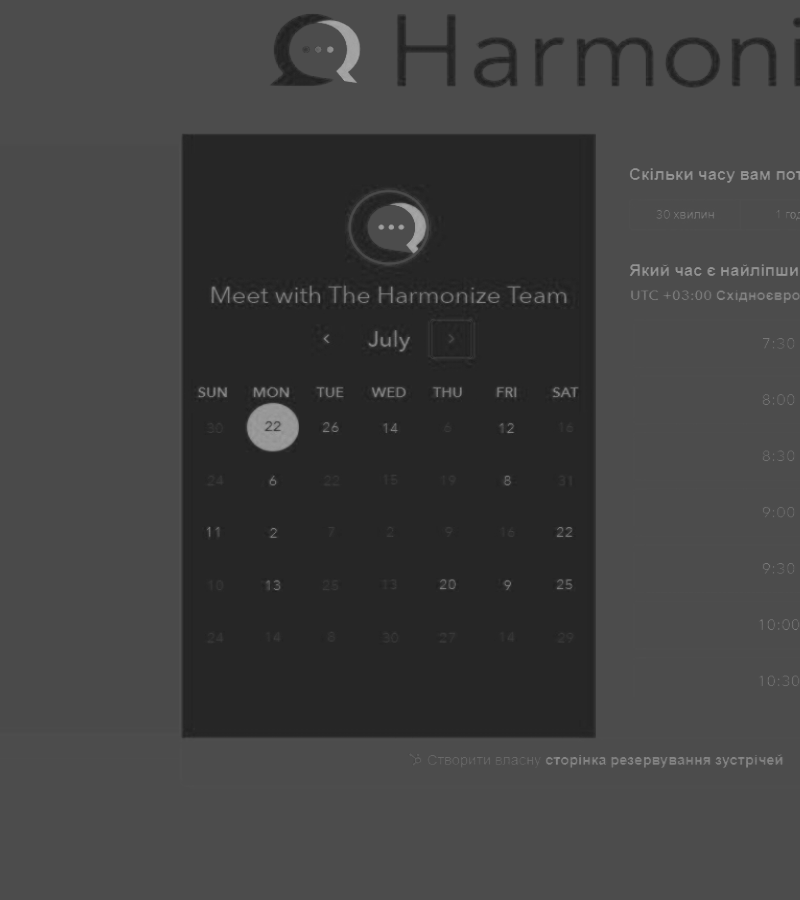 Harmoni
Meet with The Harmonize Team
July
SUN MON TUE WED THU FRI SAT
30 22 26 14 6 12 16
24 6 22 15 19 8 31
11 2 7 2 9 16 22
10 13 25 13 20 9 25
24 14 8 30 27 14 29
Скільки часу вам пот
30 хвилин 1 год
Який час є найліпши
UTC +03:00 Східноєвро
7:30
8:00
8:30
9:00
9:30
10:00
10:30
Створити власну сторінка резервування зустрічей